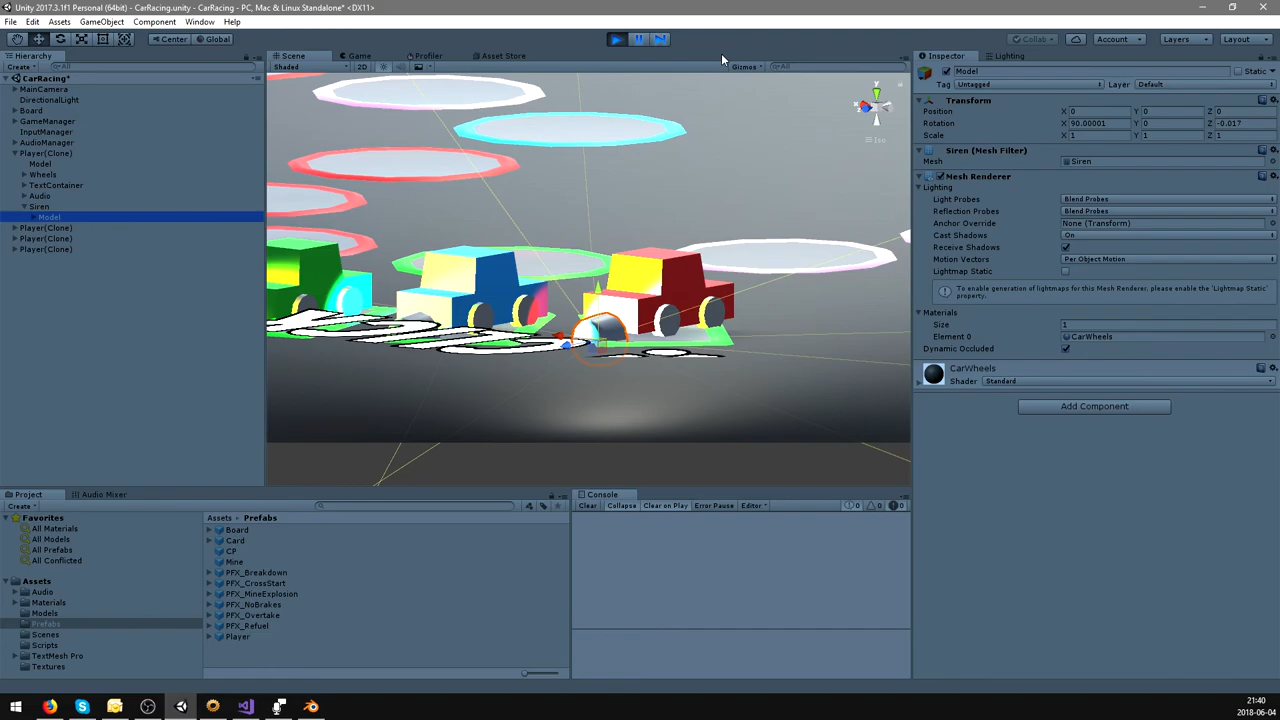 Unity 2017.3.1f1 Personal (64bit) - CarRacing.unity - CarRacing - PC, Mac & Linux Standalone* <DX11>
File Edit Assets GameObject Component Window Help
Center Global Collab Account Layers Layout
Hierarchy
Create All
CarRacing*
MainCamera
DirectionalLight
Board
GameManager
InputManager
AudioManager
Player(Clone)
Model
Wheels
TextContainer
Audio
Siren
Model
Player(Clone)
Player(Clone)
Player(Clone)
Scene Game Profiler Asset Store
Shaded 2D Gizmos All
Iso
Inspector Lighting
Model Static
Tag Untagged Layer Default
Transform
Position X 0 Y 0 Z 0
Rotation X 90.00001 Y 0 Z -0.017
Scale X 1 Y 1 Z 1
Siren (Mesh Filter)
Mesh Siren
Mesh Renderer
Lighting
Light Probes Blend Probes
Reflection Probes Blend Probes
Anchor Override None (Transform)
Cast Shadows On
Receive Shadows
Motion Vectors Per Object Motion
Lightmap Static
To enable generation of lightmaps for this Mesh Renderer, please enable the 'Lightmap Static' property.
Materials
Size 1
Element 0 CarWheels
Dynamic Occluded
CarWheels
Shader Standard
Add Component
Project Audio Mixer
Create
Favorites
All Materials
All Models
All Prefabs
All Conflicted
Assets
Audio
Materials
Models
Prefabs
Scenes
Scripts
TextMesh Pro
Textures
Assets Prefabs
Board
Card
CP
Mine
PFX_Breakdown
PFX_CrossStart
PFX_MineExplosion
PFX_NoBrakes
PFX_Overtake
PFX_Refuel
Player
Console
Clear Collapse Clear on Play Error Pause Editor 0 0 0
21:40
2018-06-04